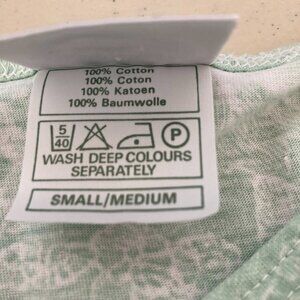 100% Cotton
100% Coton
100% Katoen
100% Baumwolle
5
40
P
WASH DEEP COLOURS
SEPARATELY
SMALL/MEDIUM